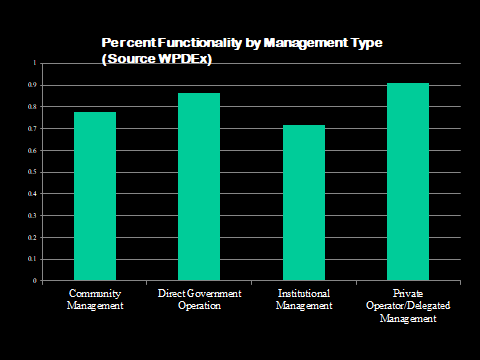 Percent Functionality by Management Type
(Source WPDEx)
1
0.9
0.8
0.7
0.6
0.5
0.4
0.3
0.2
0.1
0
Community
Management
Direct Government
Operation
Institutional
Management
Private
Operator/Delegated
Management